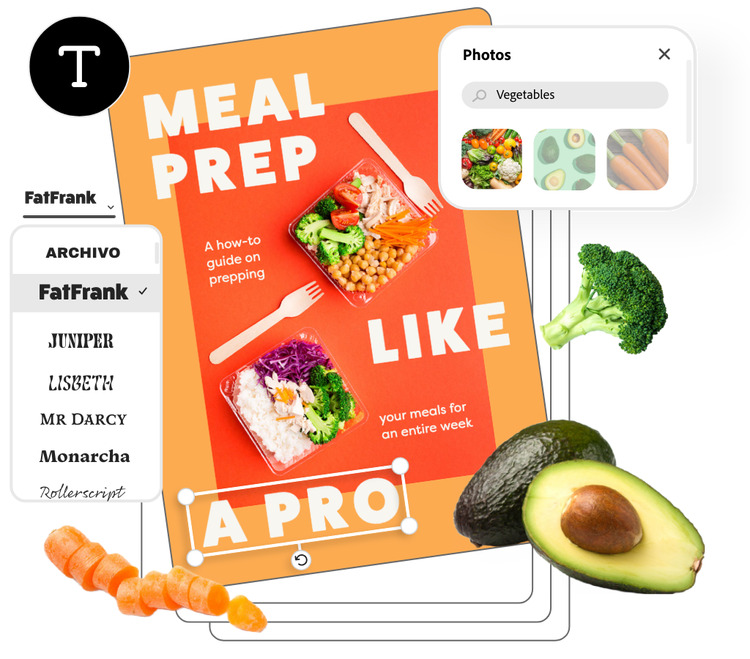 T
Photos
Vegetables
MEAL
PREP
FatFrank
A how-to
guide on
prepping
ARCHIVO
FatFrank
JUNIPER
LISBETH
MR DARCY
Monarcha
Rollerscript
LIKE
your meals for
an entire week
A PRO